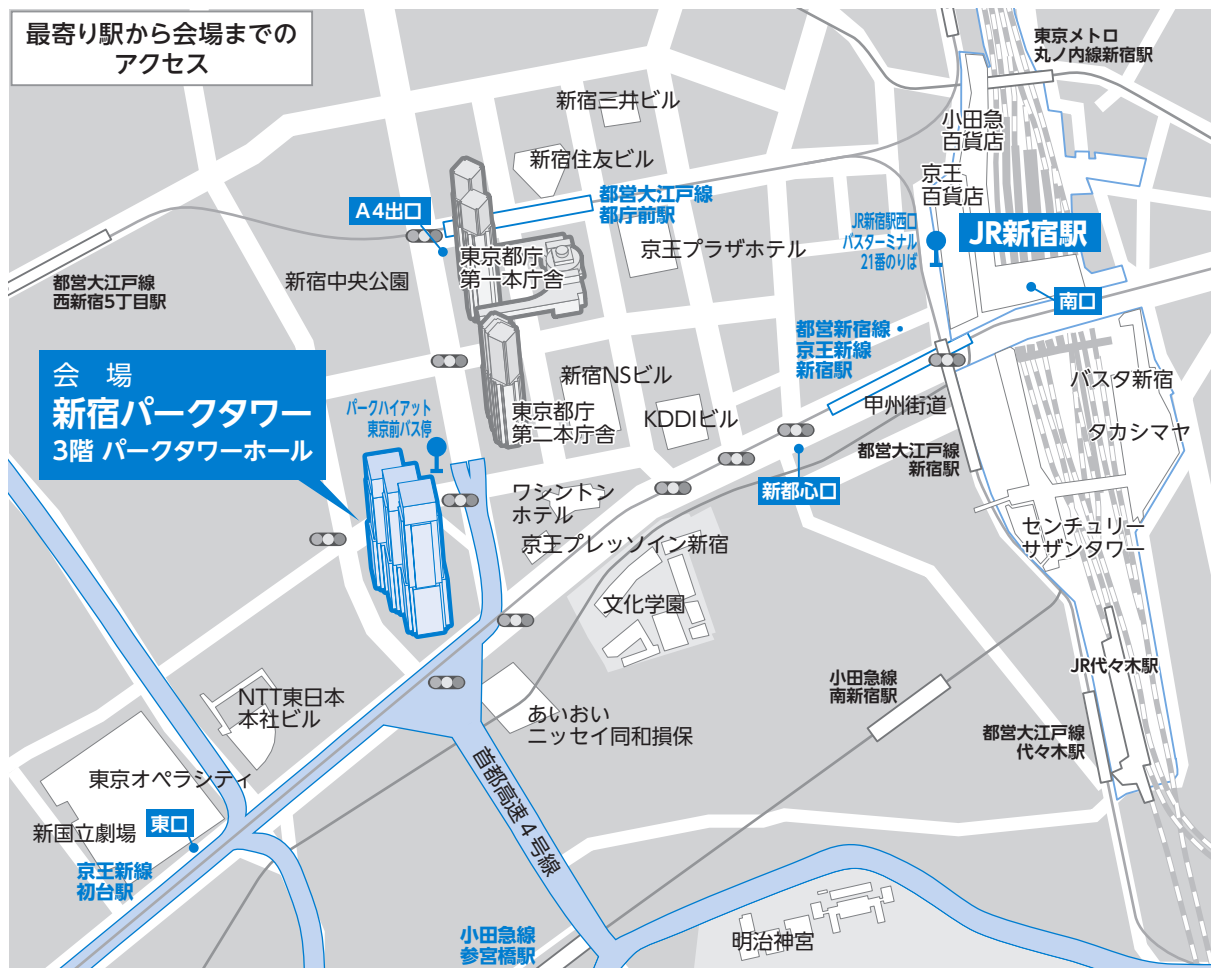 最寄り駅から会場までの
アクセス
東京メトロ
丸ノ内線新宿駅
新宿三井ビル
小田急
百貨店
新宿住友ビル
京王
百貨店
都営大江戸線
都庁前駅
A4出口
JR新宿駅西口
バスターミナル
21番のりば
JR新宿駅
東京都庁
第一本庁舎
京王プラザホテル
新宿中央公園
都営大江戸線
西新宿5丁目駅
南口
都営新宿線・
京王新線
新宿駅
会 場
新宿パークタワー
3階 パークタワーホール
新宿NSビル
バスタ新宿
パークハイアット
東京前バス停
東京都庁
第二本庁舎
KDDIビル
甲州街道
タカシマヤ
都営大江戸線
新宿駅
新都心口
ワシントン
ホテル
センチュリー
サザンタワー
京王プレッソイン新宿
文化学園
JR代々木駅
小田急線
南新宿駅
NTT東日本
本社ビル
あいおい
ニッセイ同和損保
都営大江戸線
代々木駅
首都高速4号線
東京オペラシティ
新国立劇場
東口
京王新線
初台駅
小田急線
参宮橋駅
明治神宮